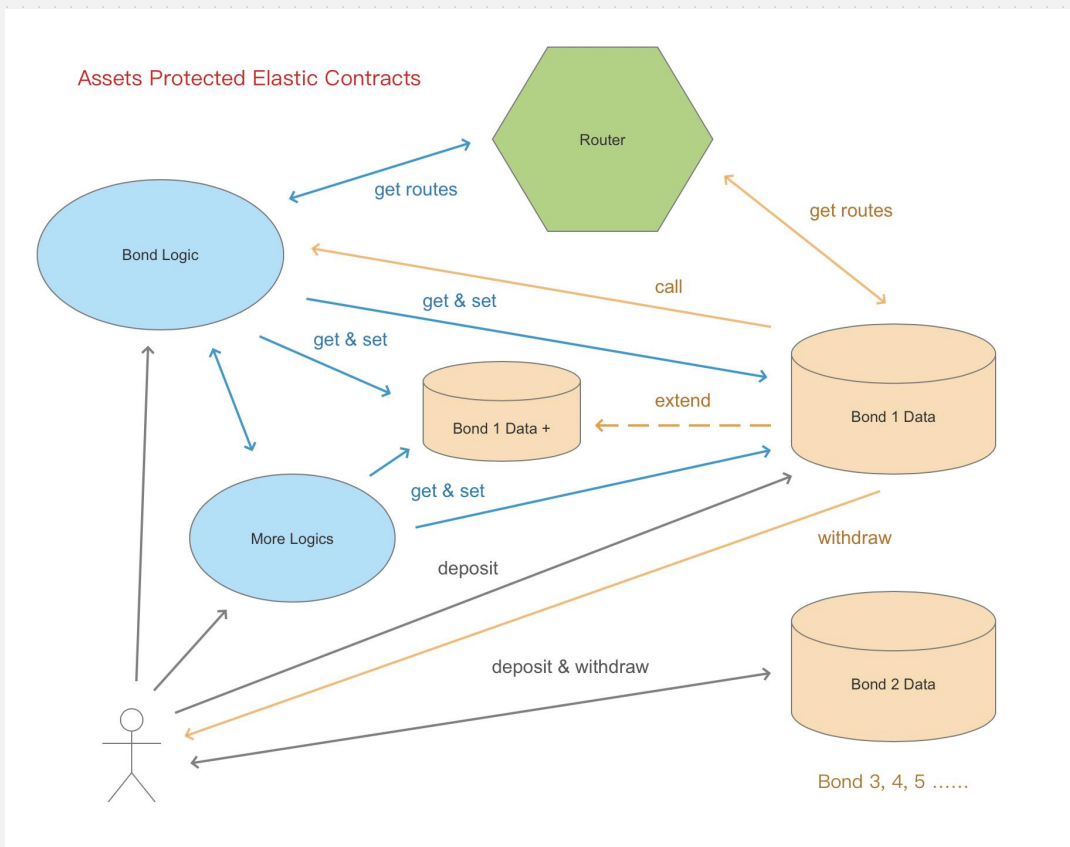 Assets Protected Elastic Contracts
Router
get routes
get routes
Bond Logic
call
get & set
get & set
extend
Bond 1 Data
Bond 1 Data +
get & set
More Logics
withdraw
deposit
deposit & withdraw
Bond 2 Data
Bond 3, 4, 5 ......